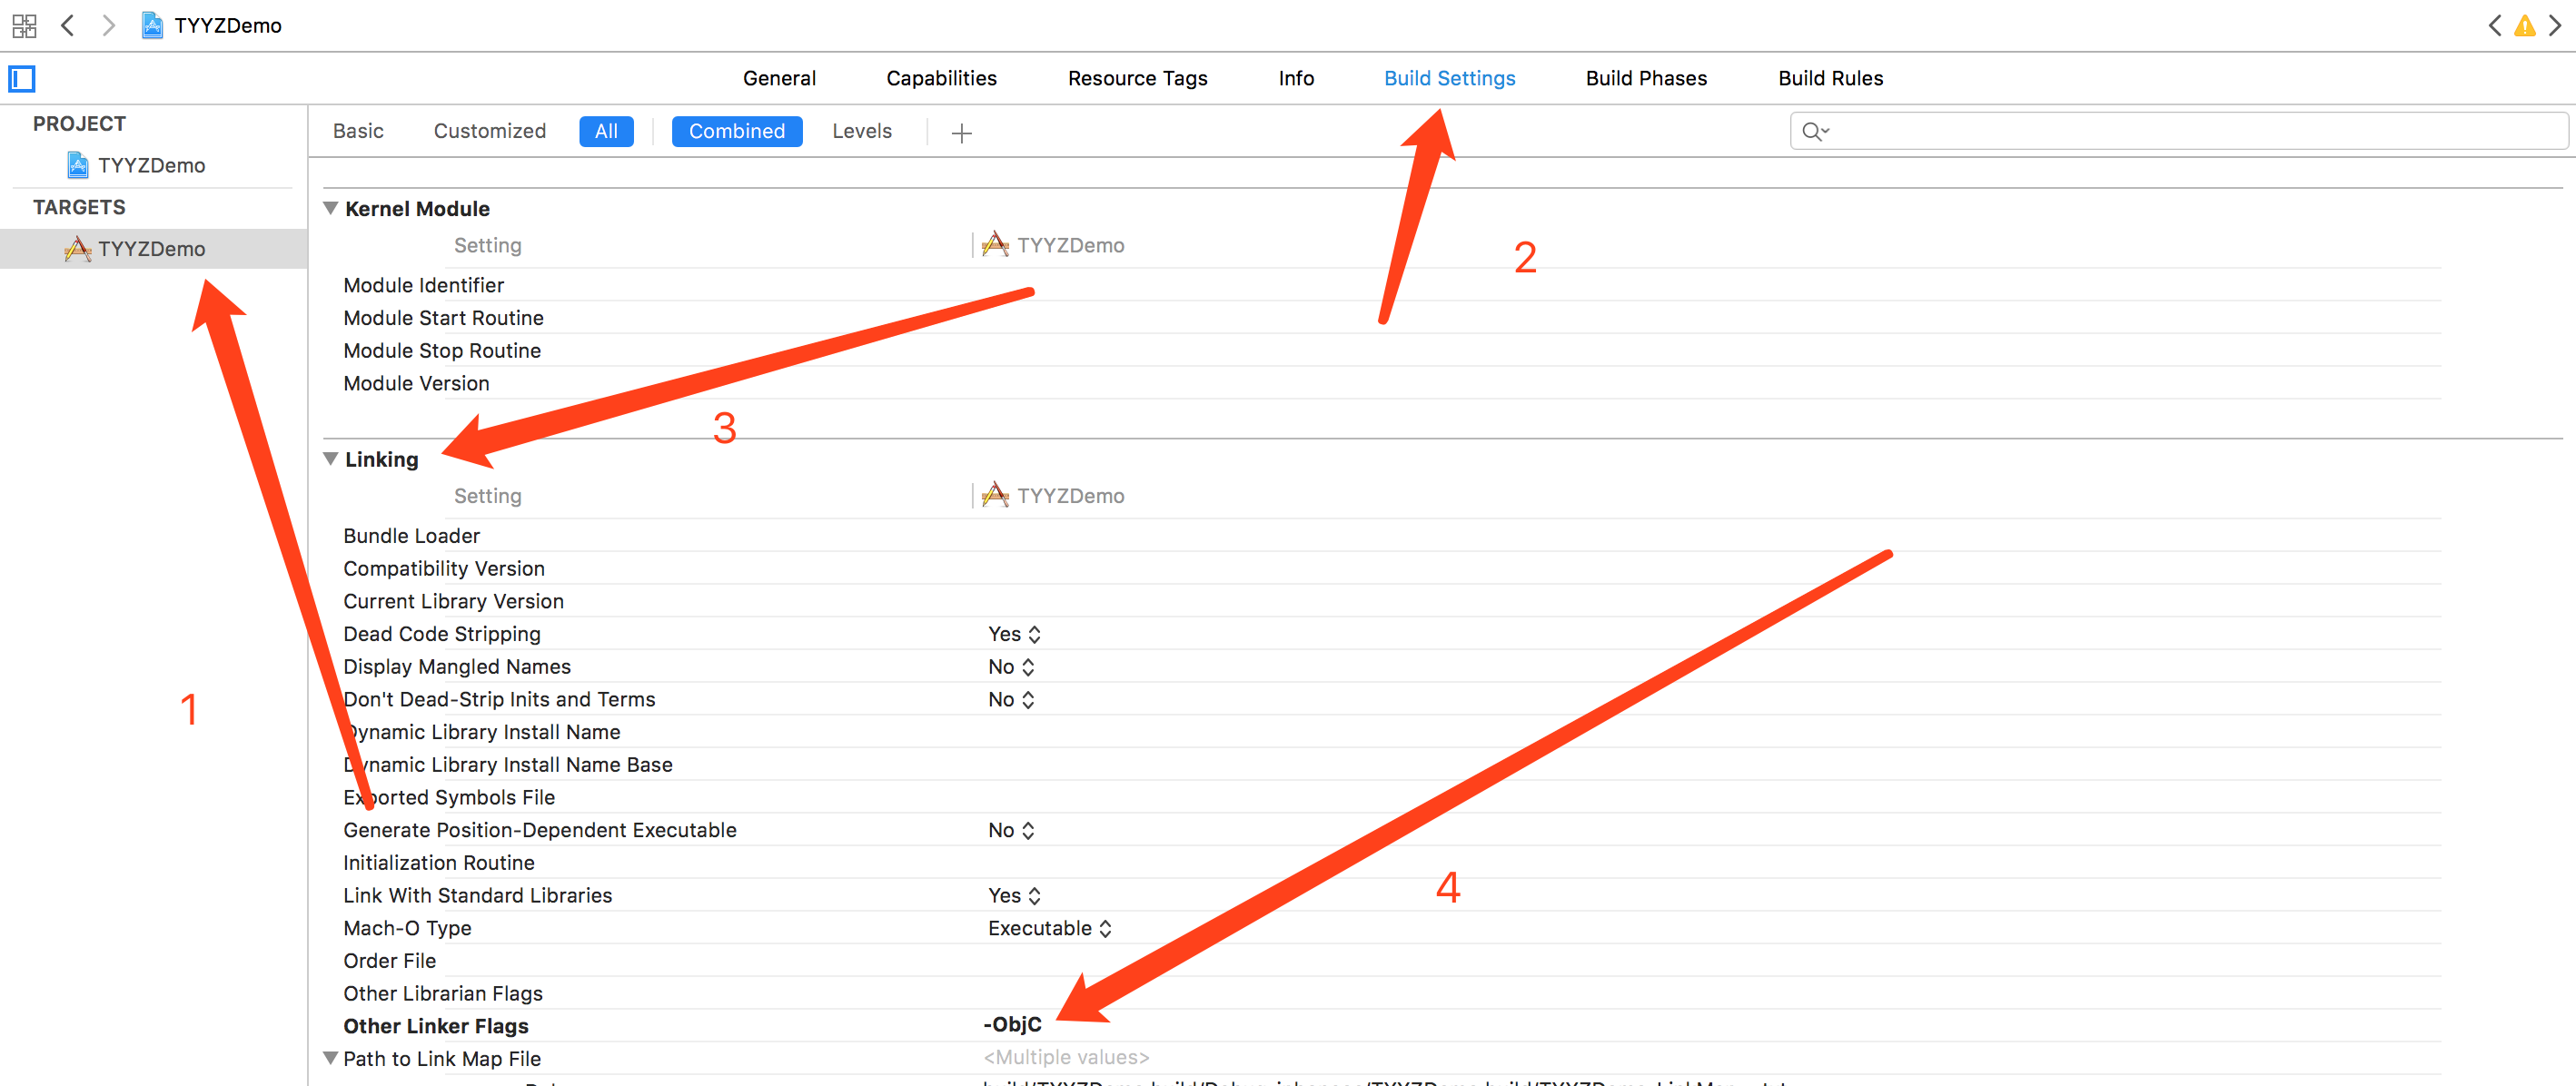 TYYZDemo
General Capabilities Resource Tags Info Build Settings Build Phases Build Rules
PROJECT
TYYZDemo
TARGETS
TYYZDemo
Basic Customized All Combined Levels
Kernel Module
Setting TYYZDemo
Module Identifier
Module Start Routine
Module Stop Routine
Module Version
2
3
Linking
Setting TYYZDemo
Bundle Loader
Compatibility Version
Current Library Version
Dead Code Stripping Yes
Display Mangled Names No
Don't Dead-Strip Inits and Terms No
1
Dynamic Library Install Name
Dynamic Library Install Name Base
Exported Symbols File
Generate Position-Dependent Executable No
Initialization Routine
4
Link With Standard Libraries Yes
Mach-O Type Executable
Order File
Other Librarian Flags
Other Linker Flags -ObjC
Path to Link Map File <Multiple values>